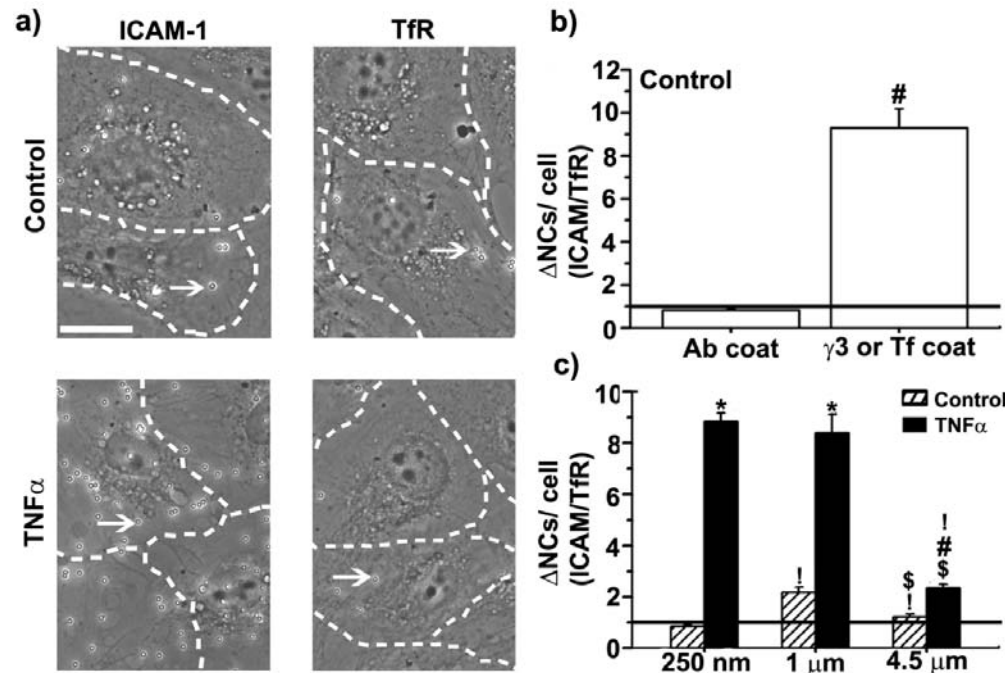 a)
ICAM-1
TfR
Control
TNFα
b)
12
10
8
6
4
2
0
Control
#
ΔNCs/ cell
(ICAM/TfR)
Ab coat
γ3 or Tf coat
c)
10
8
6
4
2
0
Control
TNFα
*
*
!
$
!
!
#
$
ΔNCs/ cell
(ICAM/TfR)
250 nm
1 μm
4.5 μm